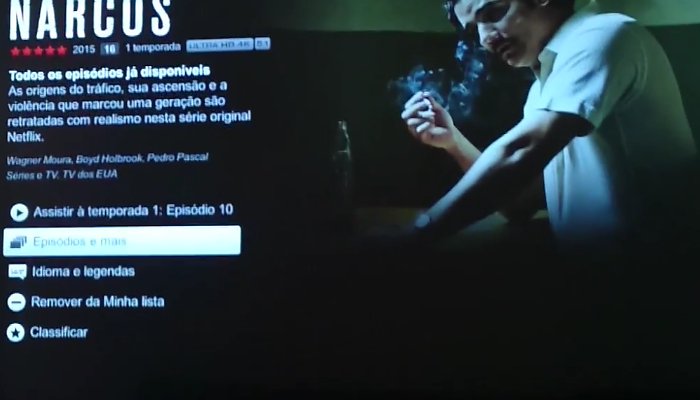 NARCOS
2015 16 1 temporada ULTRA HD 4K 5.1
Todos os episódios já disponíveis
As origens do tráfico, sua ascensão e a
violência que marcou uma geração são
retratadas com realismo nesta série original
Netflix.
Wagner Moura, Boyd Holbrook, Pedro Pascal
Séries e TV, TV dos EUA
Assistir à temporada 1: Episódio 10
Episódios e mais
Idioma e legendas
Remover da Minha lista
Classificar